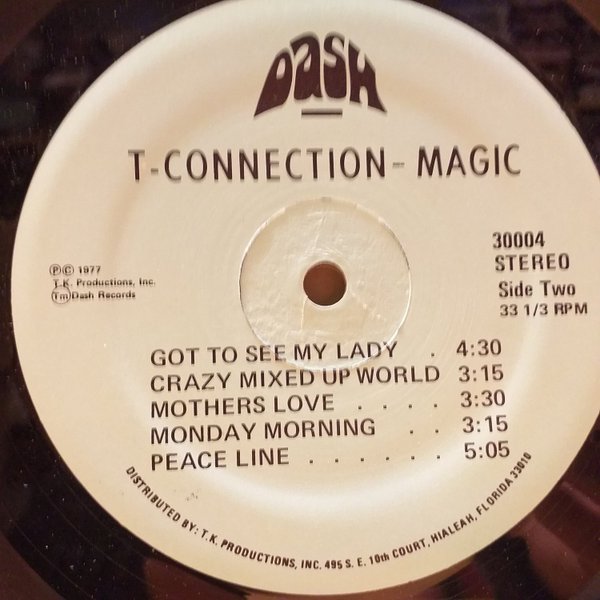 Dash
T-CONNECTION - MAGIC
30004
STEREO
Side Two
33 1/3 RPM
ⓅⒸ 1977
T.K. Productions, Inc.
Tm Dash Records
GOT TO SEE MY LADY . 4:30
CRAZY MIXED UP WORLD 3:15
MOTHERS LOVE . . . . 3:30
MONDAY MORNING . . 3:15
PEACE LINE . . . . . . 5:05
DISTRIBUTED BY: T.K. PRODUCTIONS, INC. 495 S. E. 10th COURT, HIALEAH, FLORIDA 33010